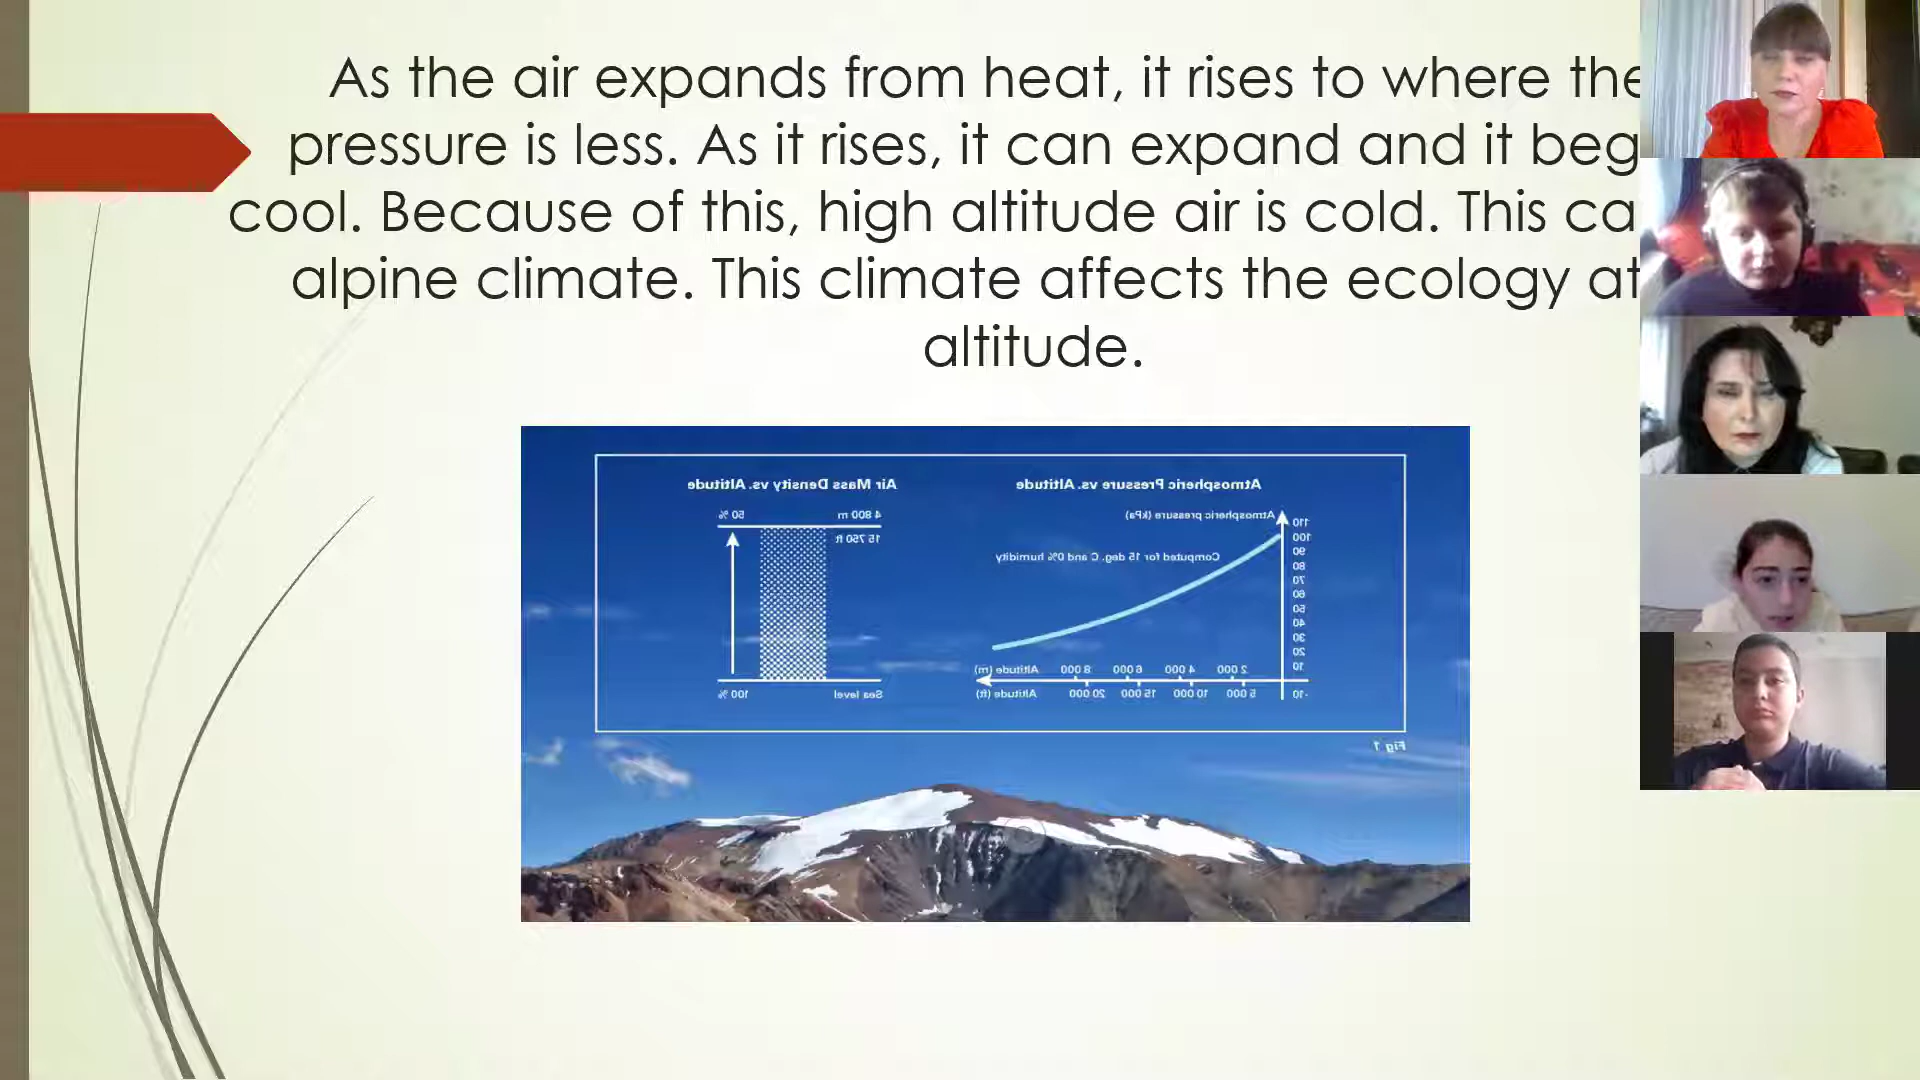 As the air expands from heat, it rises to where the
pressure is less. As it rises, it can expand and it beg
cool. Because of this, high altitude air is cold. This ca
alpine climate. This climate affects the ecology at
altitude.
Air Mass Density vs. Altitude
4 800 m 50 %
15 750 ft
Sea level 100 %
Atmospheric Pressure vs. Altitude
Atmospheric pressure (kPa)
Computed for 15 deg. C and 0% humidity
110
100
90
80
70
60
50
40
30
20
10
-10
2 000 4 000 6 000 8 000 Altitude (m)
5 000 10 000 15 000 20 000 Altitude (ft)
Fig 1